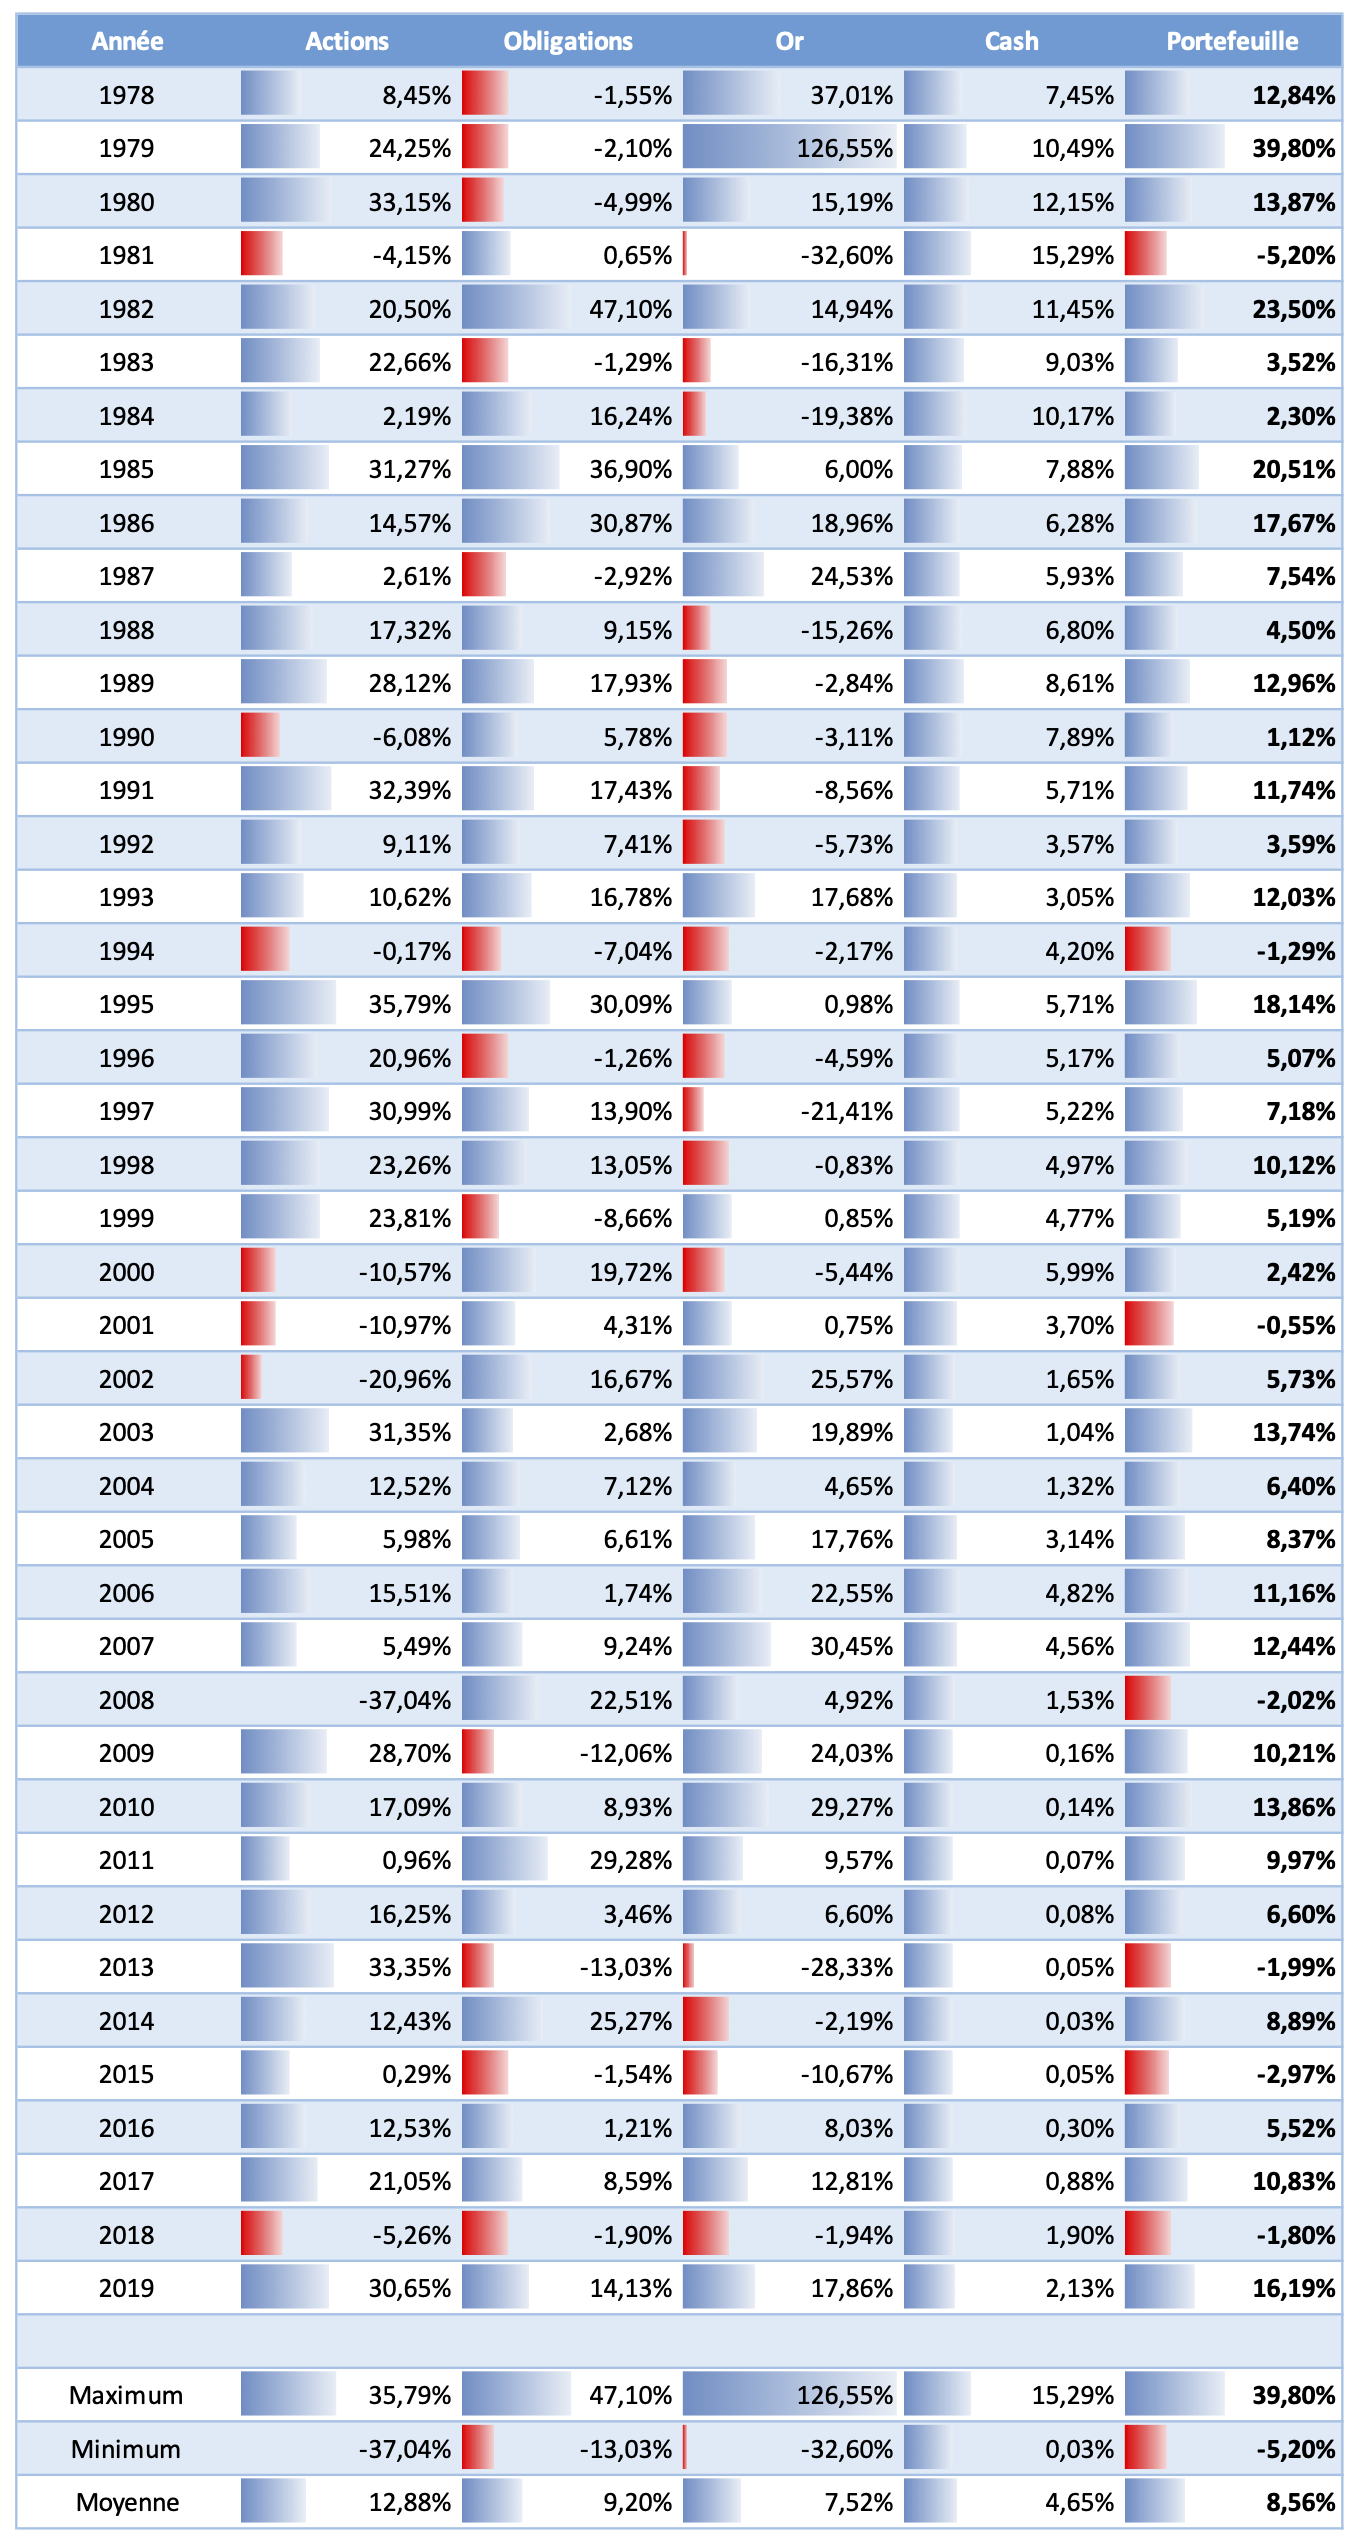 Année Actions Obligations Or Cash Portefeuille
1978 8,45% -1,55% 37,01% 7,45% 12,84%
1979 24,25% -2,10% 126,55% 10,49% 39,80%
1980 33,15% -4,99% 15,19% 12,15% 13,87%
1981 -4,15% 0,65% -32,60% 15,29% -5,20%
1982 20,50% 47,10% 14,94% 11,45% 23,50%
1983 22,66% -1,29% -16,31% 9,03% 3,52%
1984 2,19% 16,24% -19,38% 10,17% 2,30%
1985 31,27% 36,90% 6,00% 7,88% 20,51%
1986 14,57% 30,87% 18,96% 6,28% 17,67%
1987 2,61% -2,92% 24,53% 5,93% 7,54%
1988 17,32% 9,15% -15,26% 6,80% 4,50%
1989 28,12% 17,93% -2,84% 8,61% 12,96%
1990 -6,08% 5,78% -3,11% 7,89% 1,12%
1991 32,39% 17,43% -8,56% 5,71% 11,74%
1992 9,11% 7,41% -5,73% 3,57% 3,59%
1993 10,62% 16,78% 17,68% 3,05% 12,03%
1994 -0,17% -7,04% -2,17% 4,20% -1,29%
1995 35,79% 30,09% 0,98% 5,71% 18,14%
1996 20,96% -1,26% -4,59% 5,17% 5,07%
1997 30,99% 13,90% -21,41% 5,22% 7,18%
1998 23,26% 13,05% -0,83% 4,97% 10,12%
1999 23,81% -8,66% 0,85% 4,77% 5,19%
2000 -10,57% 19,72% -5,44% 5,99% 2,42%
2001 -10,97% 4,31% 0,75% 3,70% -0,55%
2002 -20,96% 16,67% 25,57% 1,65% 5,73%
2003 31,35% 2,68% 19,89% 1,04% 13,74%
2004 12,52% 7,12% 4,65% 1,32% 6,40%
2005 5,98% 6,61% 17,76% 3,14% 8,37%
2006 15,51% 1,74% 22,55% 4,82% 11,16%
2007 5,49% 9,24% 30,45% 4,56% 12,44%
2008 -37,04% 22,51% 4,92% 1,53% -2,02%
2009 28,70% -12,06% 24,03% 0,16% 10,21%
2010 17,09% 8,93% 29,27% 0,14% 13,86%
2011 0,96% 29,28% 9,57% 0,07% 9,97%
2012 16,25% 3,46% 6,60% 0,08% 6,60%
2013 33,35% -13,03% -28,33% 0,05% -1,99%
2014 12,43% 25,27% -2,19% 0,03% 8,89%
2015 0,29% -1,54% -10,67% 0,05% -2,97%
2016 12,53% 1,21% 8,03% 0,30% 5,52%
2017 21,05% 8,59% 12,81% 0,88% 10,83%
2018 -5,26% -1,90% -1,94% 1,90% -1,80%
2019 30,65% 14,13% 17,86% 2,13% 16,19%
Maximum 35,79% 47,10% 126,55% 15,29% 39,80%
Minimum -37,04% -13,03% -32,60% 0,03% -5,20%
Moyenne 12,88% 9,20% 7,52% 4,65% 8,56%